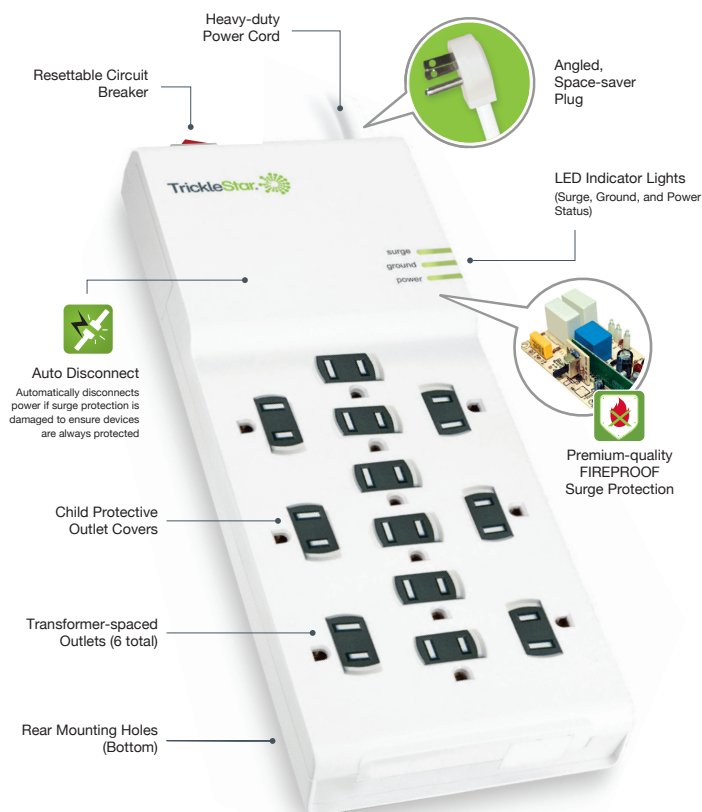 Heavy-duty
Power Cord
Resettable Circuit
Breaker
Angled,
Space-saver
Plug
TrickleStar.
LED Indicator Lights
(Surge, Ground, and Power
Status)
surge
ground
power
Auto Disconnect
Automatically disconnects
power if surge protection is
damaged to ensure devices
are always protected
Premium-quality
FIREPROOF
Surge Protection
Child Protective
Outlet Covers
Transformer-spaced
Outlets (6 total)
Rear Mounting Holes
(Bottom)